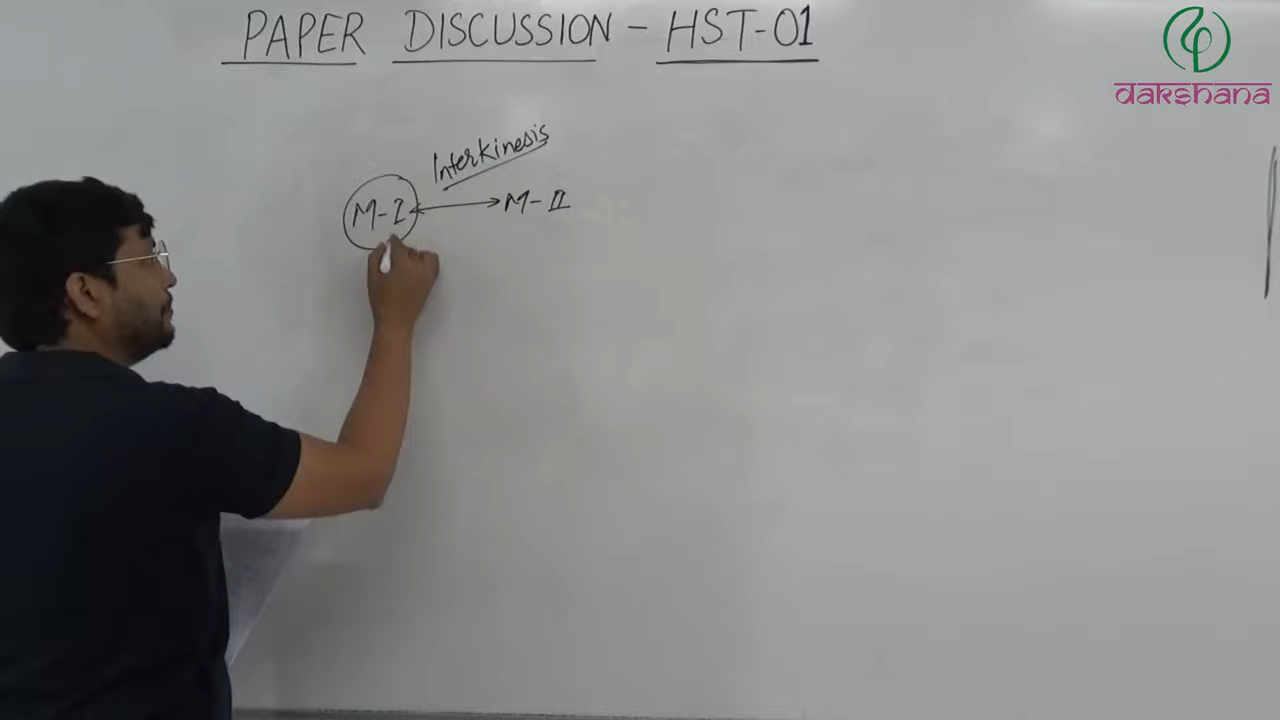 PAPER DISCUSSION - HST-01
dakshana
Interkinesis
M-I ↔ M-II